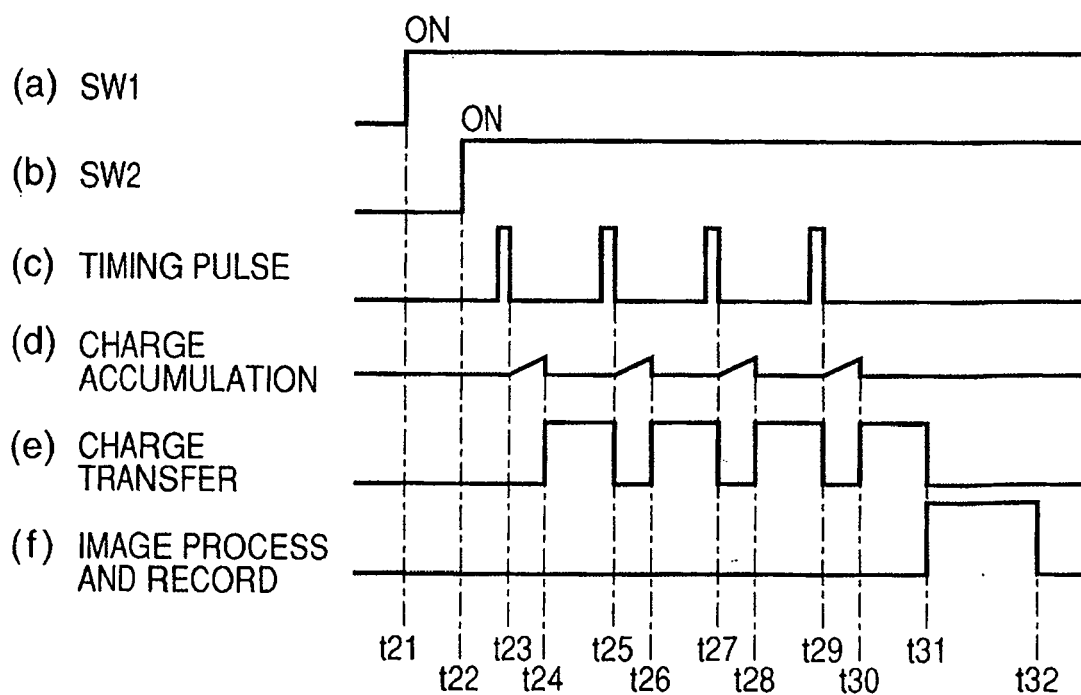 ON
(a) SW1
ON
(b) SW2
(c) TIMING PULSE
(d) CHARGE
ACCUMULATION
(e) CHARGE
TRANSFER
(f) IMAGE PROCESS
AND RECORD
t21 t23 t25 t27 t29 t31
t22 t24 t26 t28 t30 t32